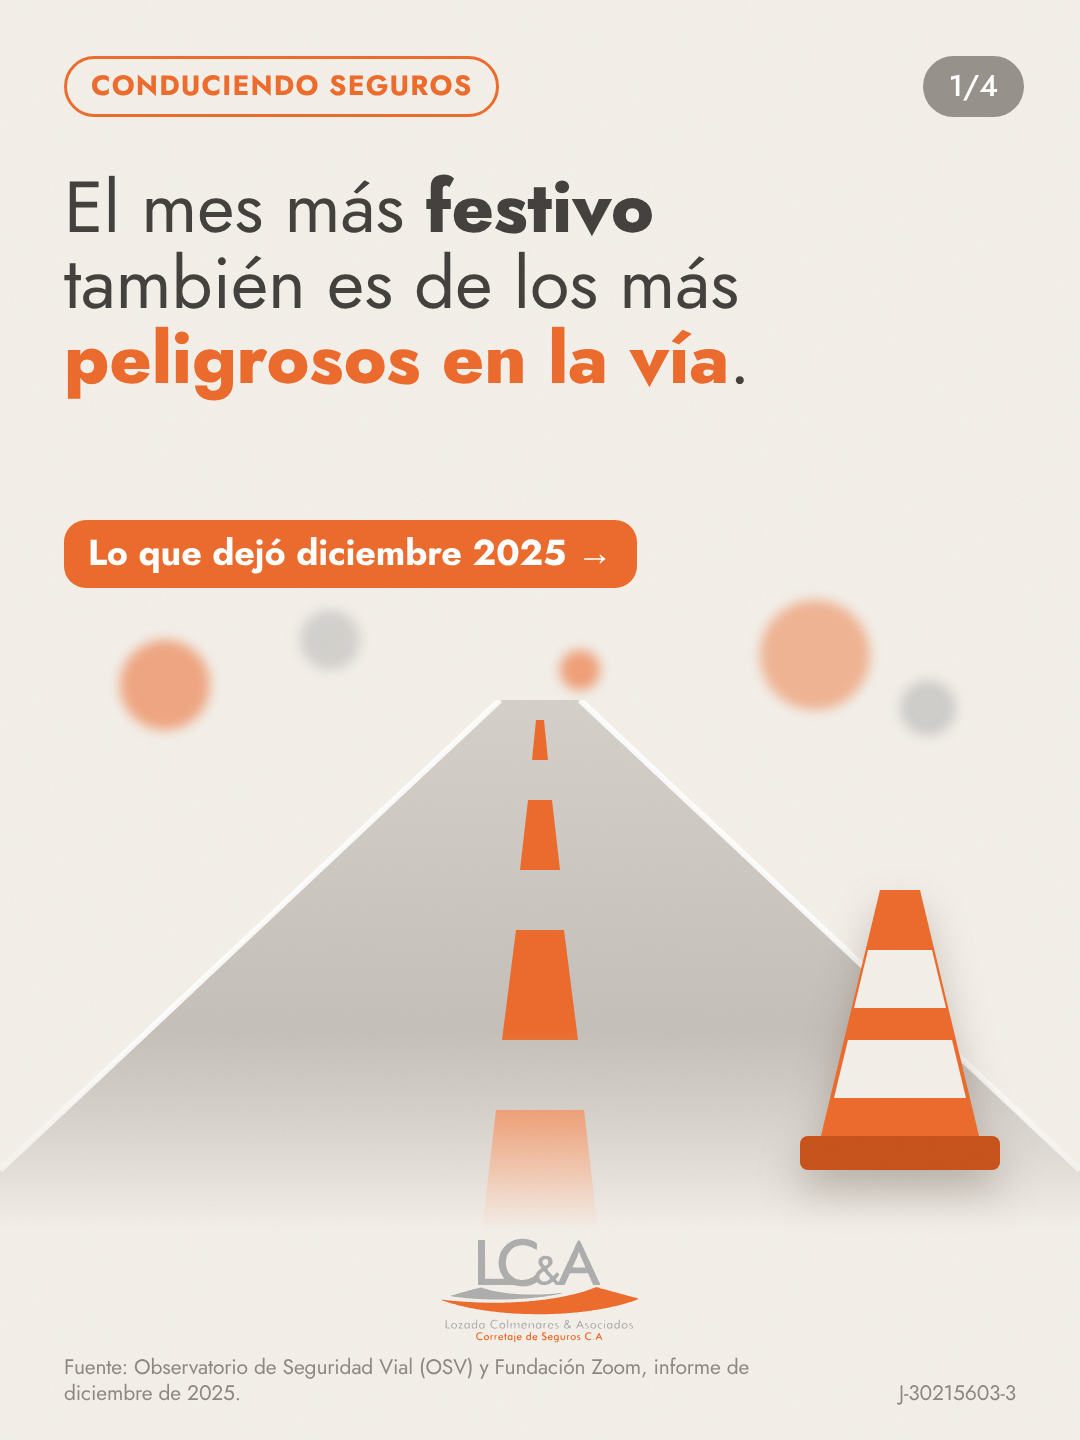 CONDUCIENDO SEGUROS
1/4
El mes más festivo
también es de los más
peligrosos en la vía.
Lo que dejó diciembre 2025 →
LC&A
Lozada Colmenares & Asociados
Corretaje de Seguros C.A
Fuente: Observatorio de Seguridad Vial (OSV) y Fundación Zoom, informe de
diciembre de 2025.
J-30215603-3